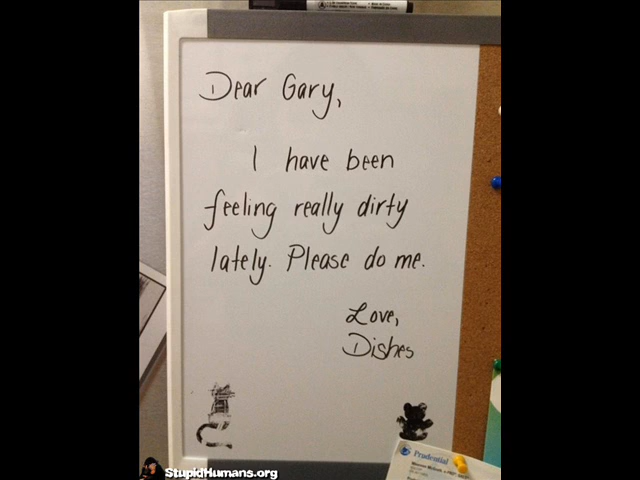 Dear Gary,
I have been
feeling really dirty
lately. Please do me.
Love,
Dishes
Prudential
StupidHumans.org